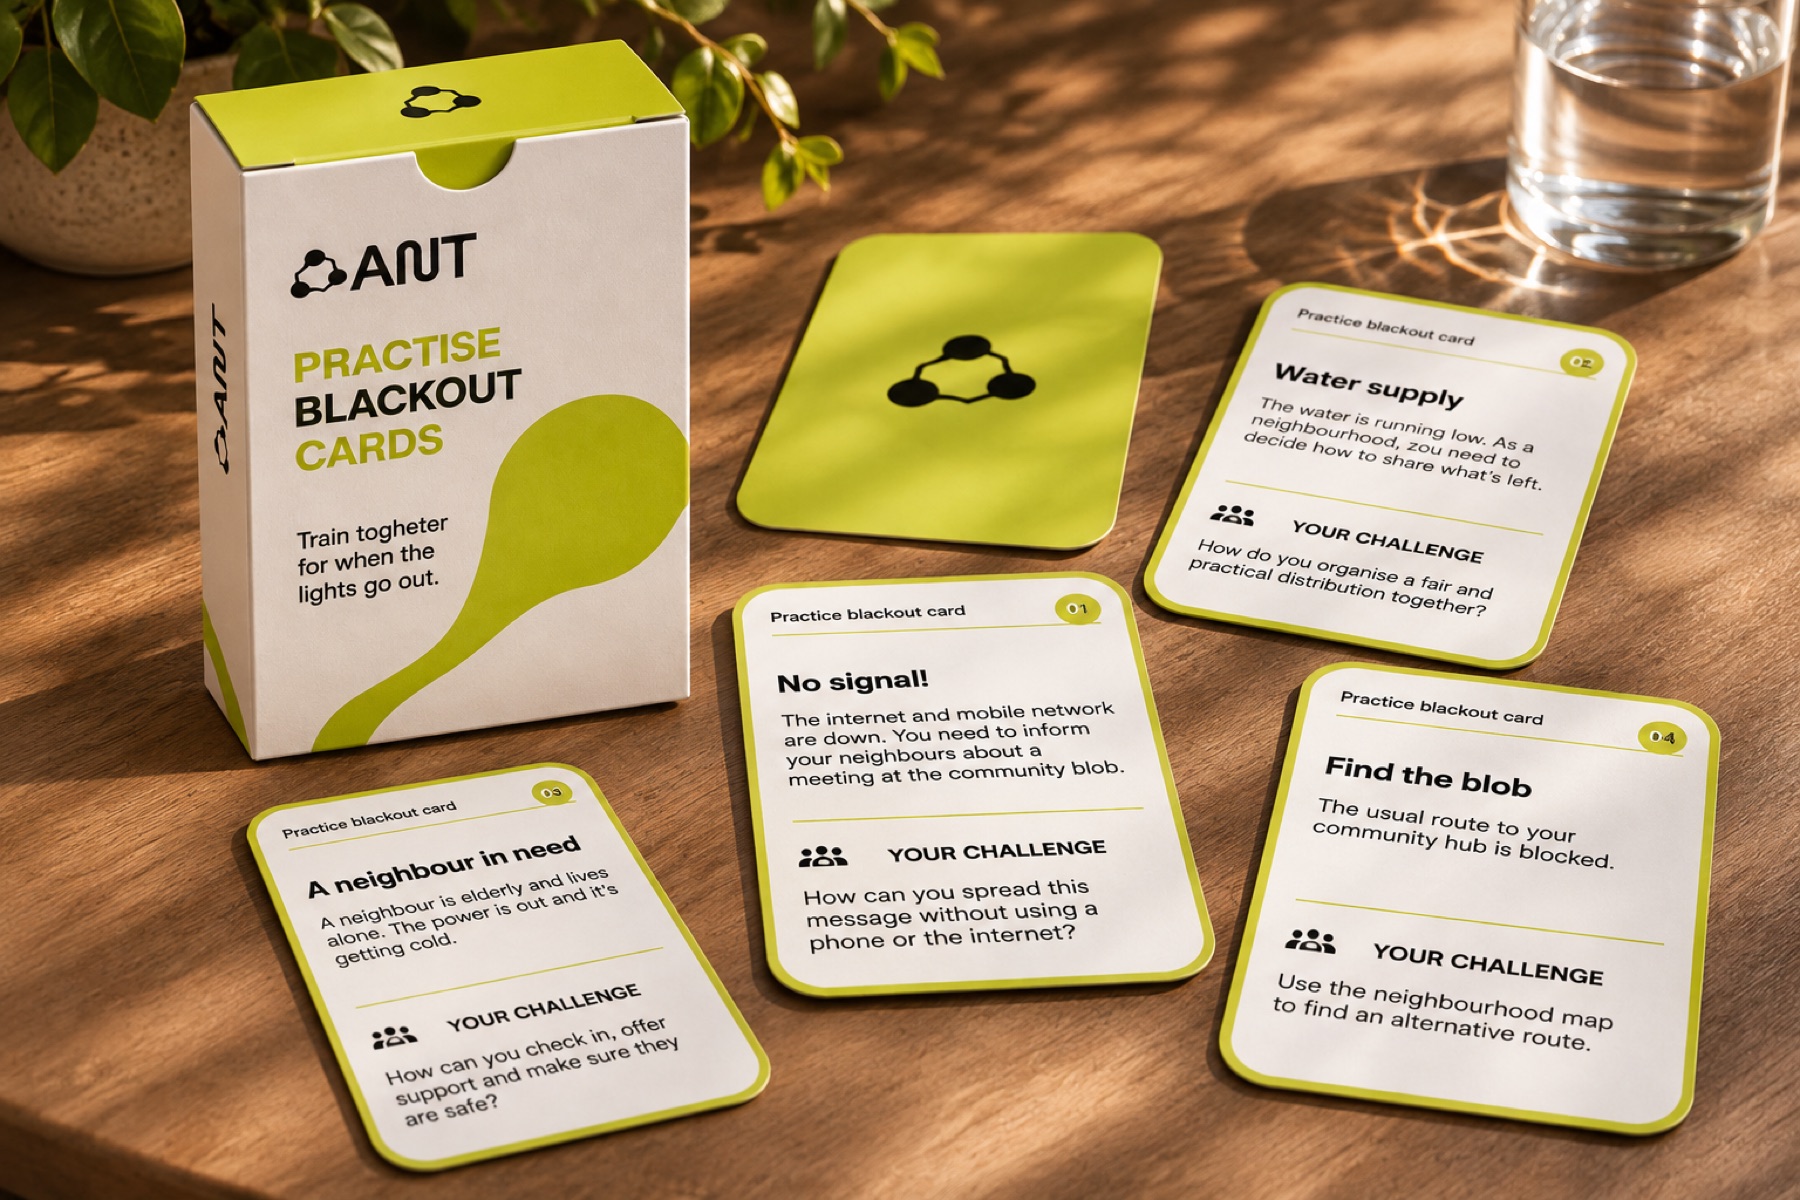 ANT
PRACTISE
BLACKOUT
CARDS
Train togheter
for when the
lights go out.
ANT
Practice blackout card
02
Water supply
The water is running low. As a
neighbourhood, zou need to
decide how to share what's left.
YOUR CHALLENGE
How do you organise a fair and
practical distribution together?
Practice blackout card
01
No signal!
The internet and mobile network
are down. You need to inform
your neighbours about a
meeting at the community blob.
YOUR CHALLENGE
How can you spread this
message without using a
phone or the internet?
Practice blackout card
04
Find the blob
The usual route to your
community hub is blocked.
YOUR CHALLENGE
Use the neighbourhood map
to find an alternative route.
Practice blackout card
03
A neighbour in need
A neighbour is elderly and lives
alone. The power is out and it's
getting cold.
YOUR CHALLENGE
How can you check in, offer
support and make sure they
are safe?